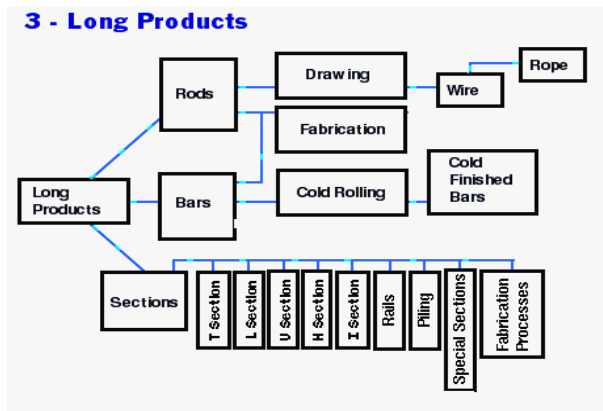 3 - Long Products
Rope
Drawing
Wire
Rods
Fabrication
Cold
Finished
Bars
Cold Rolling
Long
Products
Bars
Sections
T Section
L Section
U Section
H Section
I Section
Rails
Piling
Special Sections
Fabrication
Processes